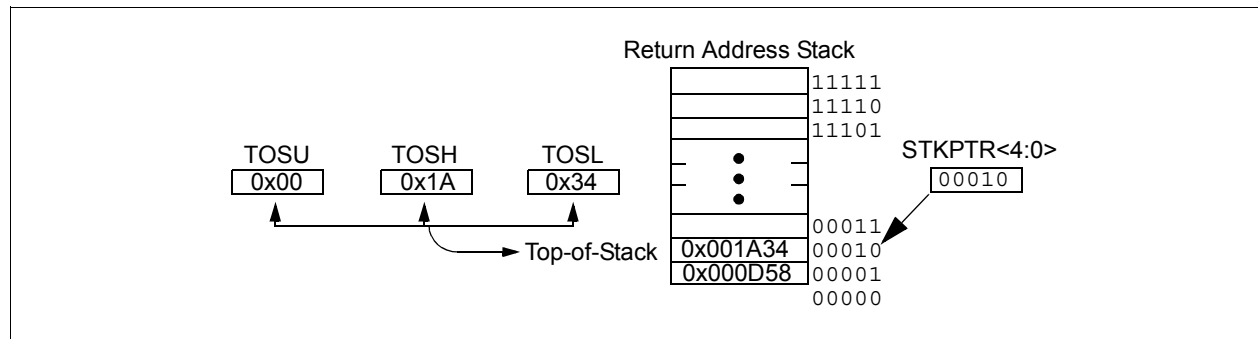 Return Address Stack
11111
11110
11101
TOSU TOSH TOSL STKPTR<4:0>
0x00 0x1A 0x34 00010
00011
Top-of-Stack 0x001A34 00010
0x000D58 00001
00000